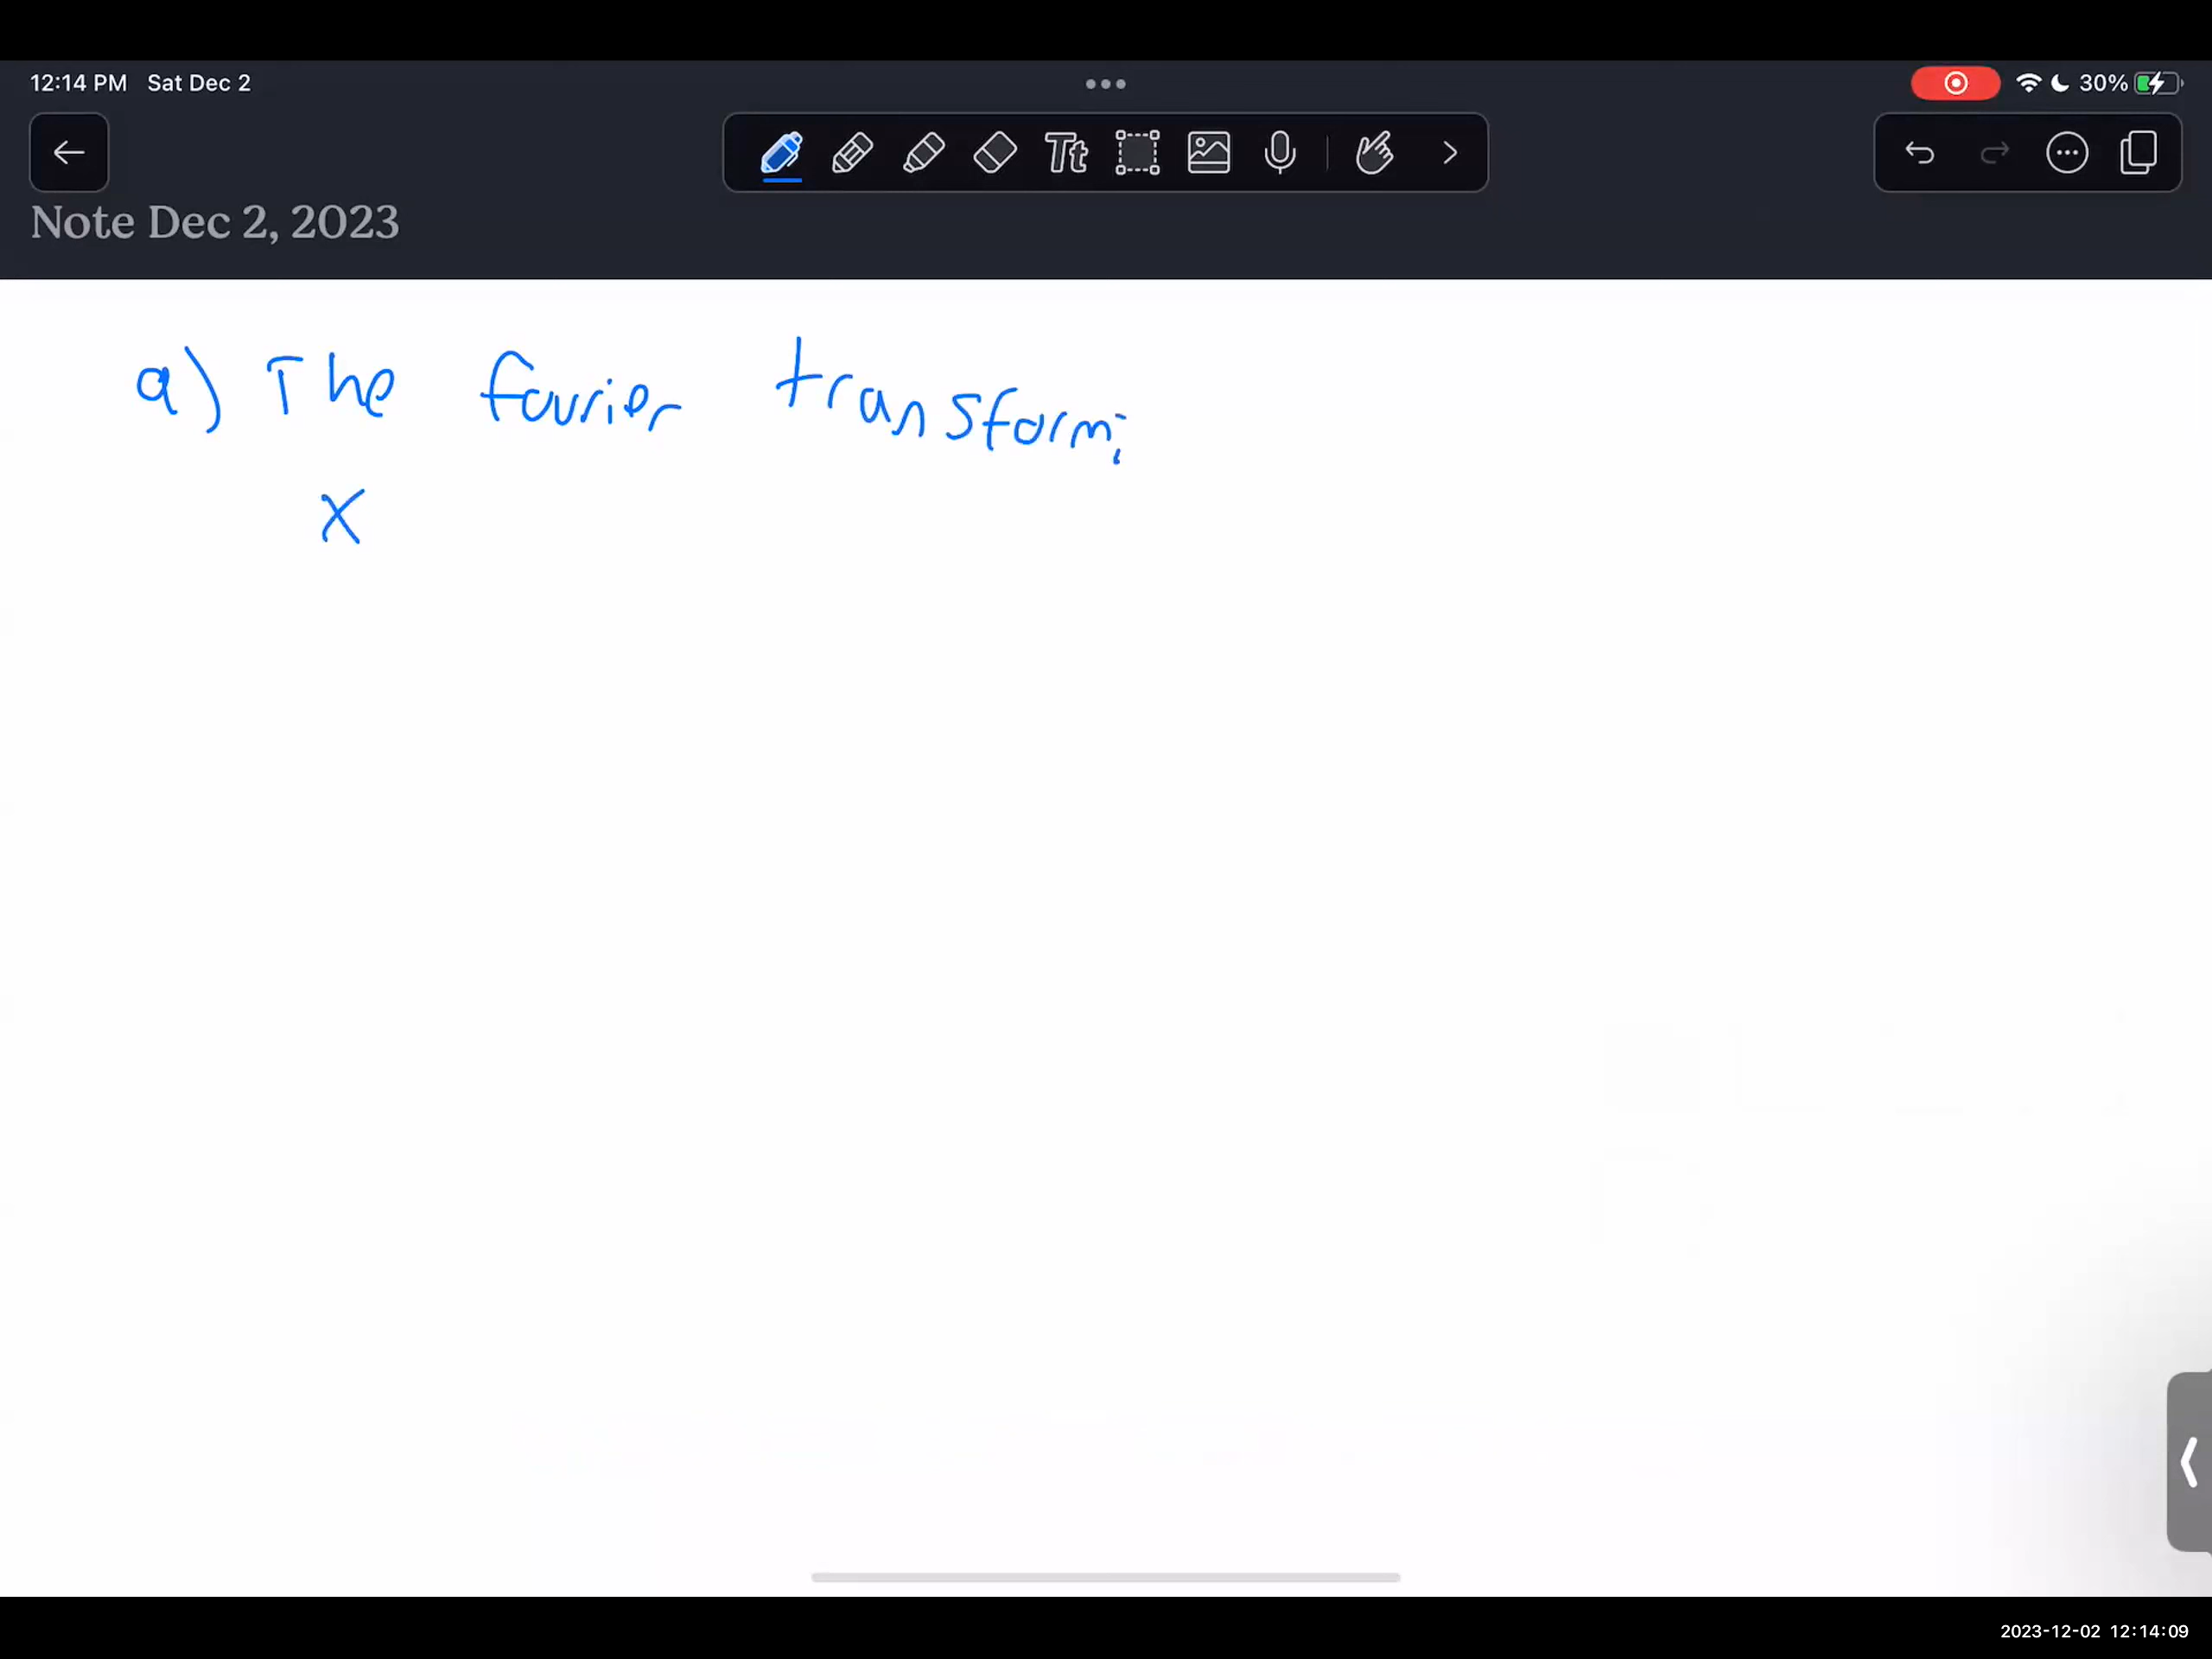 12:14 PM Sat Dec 2
30%
Tt
Note Dec 2, 2023
a) The fourier transform:
X
2023-12-02 12:14:09